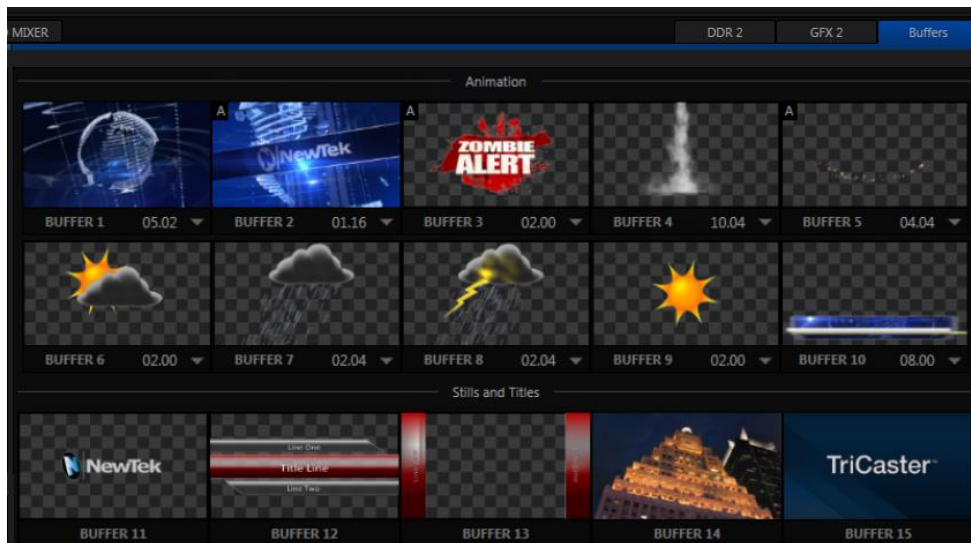 MIXER
DDR 2
GFX 2
Buffers
Animation
A
NewTek
A
ZOMBIE
ALERT
A
BUFFER 1 05.02
BUFFER 2 01.16
BUFFER 3 02.00
BUFFER 4 10.04
BUFFER 5 04.04
BUFFER 6 02.00
BUFFER 7 02.04
BUFFER 8 02.04
BUFFER 9 02.00
BUFFER 10 08.00
Stills and Titles
NewTek
Line One
Title Line
Line Two
TriCaster
BUFFER 11
BUFFER 12
BUFFER 13
BUFFER 14
BUFFER 15